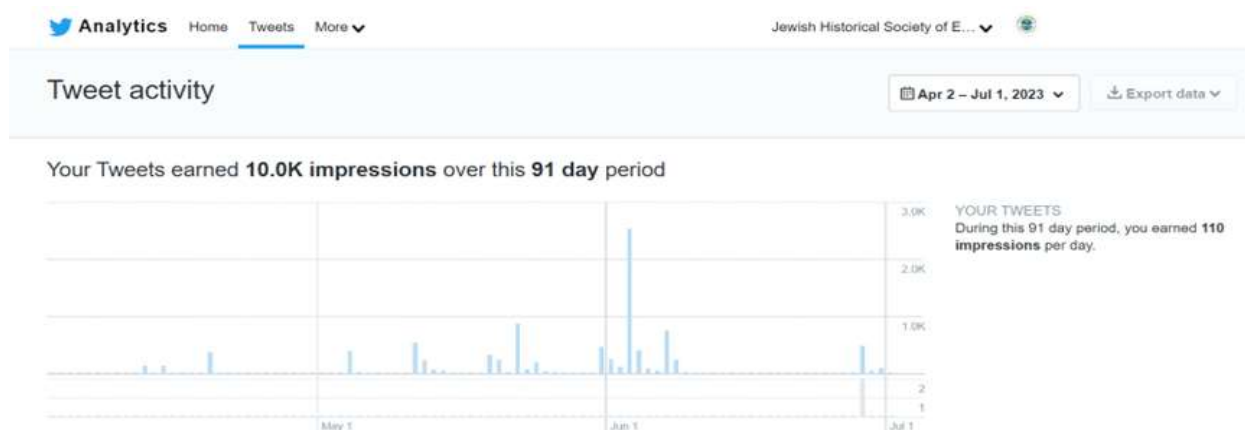 Analytics Home Tweets More
Jewish Historical Society of E...
Tweet activity
Apr 2 – Jul 1, 2023
Export data
Your Tweets earned 10.0K impressions over this 91 day period
3.0K
2.0K
1.0K
2
1
May 1
Jun 1
Jul 1
YOUR TWEETS
During this 91 day period, you earned 110
impressions per day.